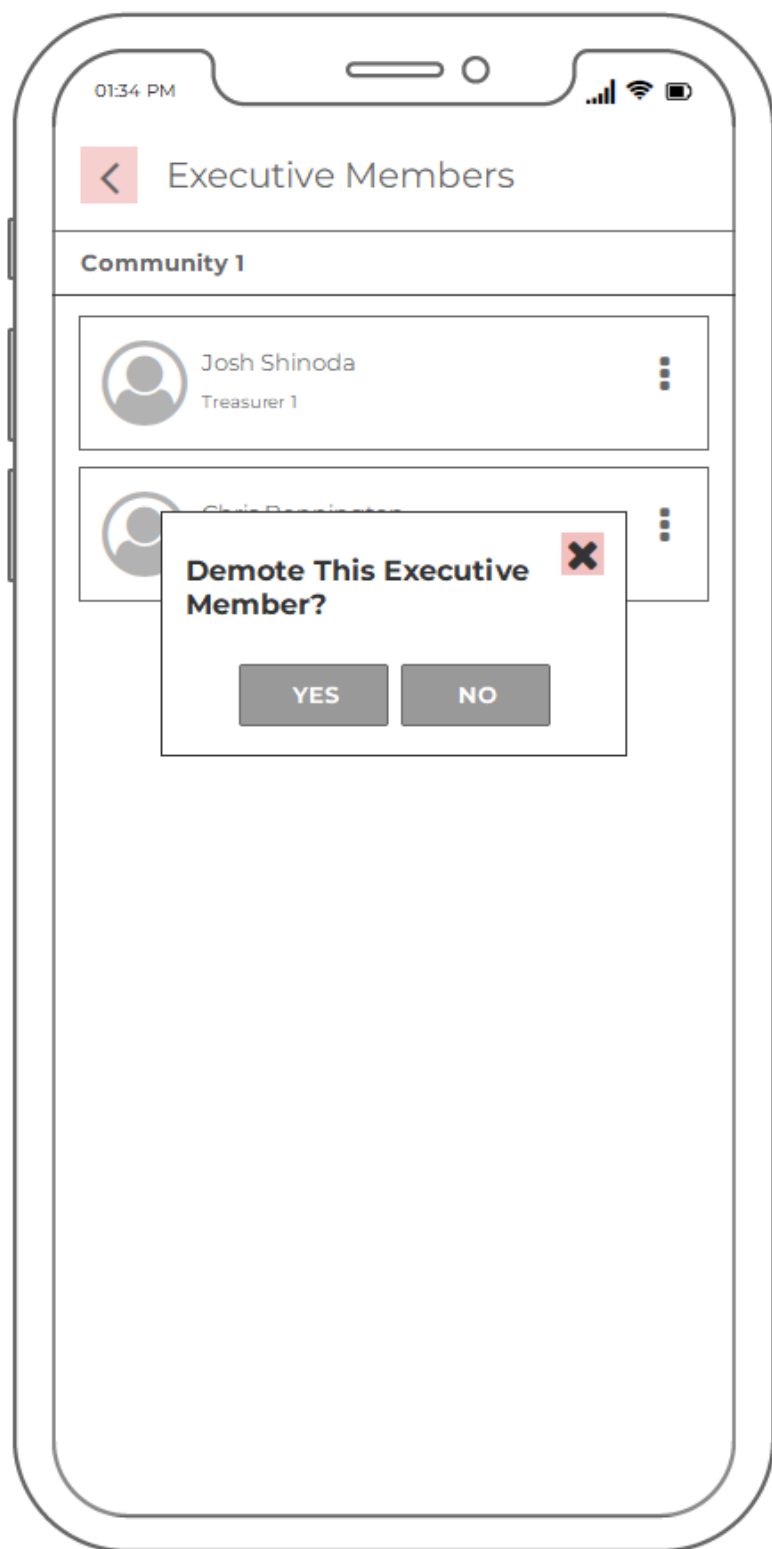 01:34 PM
Executive Members
Community 1
Josh Shinoda
Treasurer 1
Demote This Executive
Member?
YES
NO